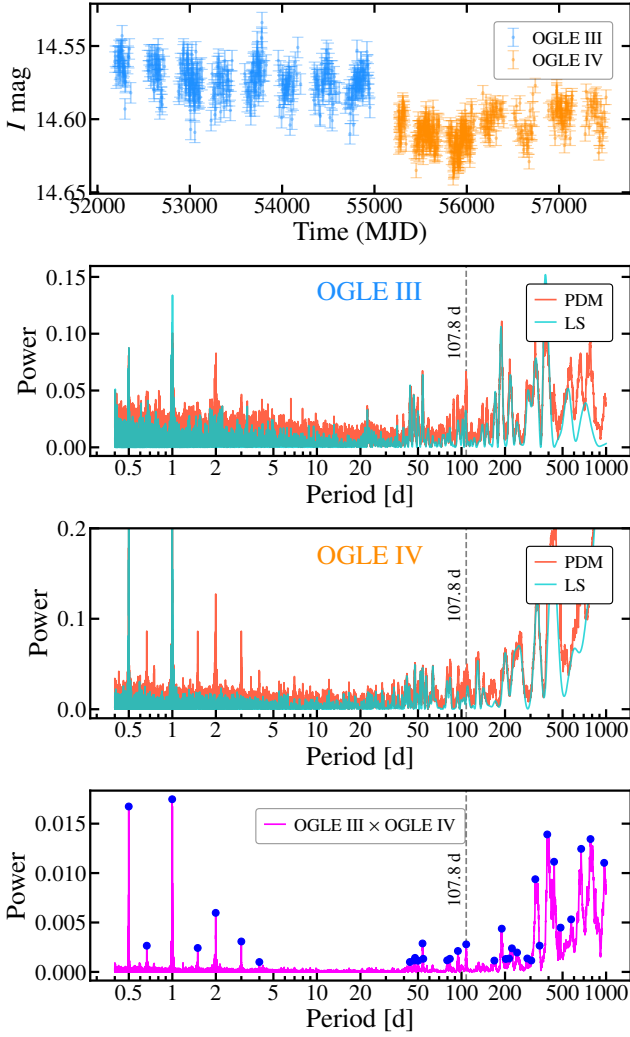 14.55
14.60
14.65
I mag
OGLE III
OGLE IV
52000 53000 54000 55000 56000 57000
Time (MJD)
0.15
0.10
0.05
0.00
Power
OGLE III
107.8 d
PDM
LS
0.5 1 2 5 10 20 50 100 200 500 1000
Period [d]
0.2
0.1
0.0
Power
OGLE IV
107.8 d
PDM
LS
0.5 1 2 5 10 20 50 100 200 500 1000
Period [d]
0.015
0.010
0.005
0.000
Power
OGLE III × OGLE IV
107.8 d
0.5 1 2 5 10 20 50 100 200 500 1000
Period [d]